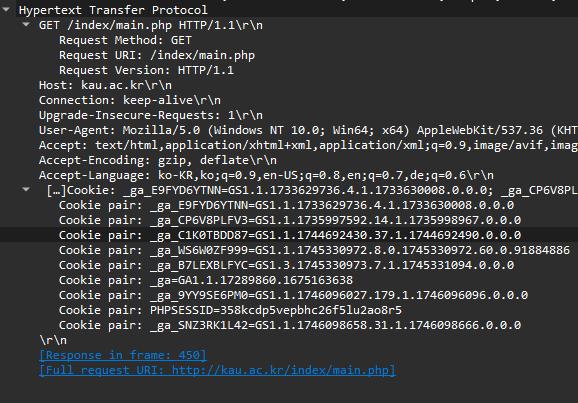 Hypertext Transfer Protocol
GET /index/main.php HTTP/1.1\r\n
Request Method: GET
Request URI: /index/main.php
Request Version: HTTP/1.1
Host: kau.ac.kr\r\n
Connection: keep-alive\r\n
Upgrade-Insecure-Requests: 1\r\n
User-Agent: Mozilla/5.0 (Windows NT 10.0; Win64; x64) AppleWebKit/537.36 (KHT
Accept: text/html,application/xhtml+xml,application/xml;q=0.9,image/avif,imag
Accept-Encoding: gzip, deflate\r\n
Accept-Language: ko-KR,ko;q=0.9,en-US;q=0.8,en;q=0.7,de;q=0.6\r\n
[…]Cookie: _ga_E9FYD6YTNN=GS1.1.1733629736.4.1.1733630008.0.0.0; _ga_CP6V8PL
Cookie pair: _ga_E9FYD6YTNN=GS1.1.1733629736.4.1.1733630008.0.0.0
Cookie pair: _ga_CP6V8PLFV3=GS1.1.1735997592.14.1.1735998967.0.0.0
Cookie pair: _ga_C1K0TBDD87=GS1.1.1744692430.37.1.1744692490.0.0.0
Cookie pair: _ga_WS6W0ZF999=GS1.1.1745330972.8.0.1745330972.60.0.91884886
Cookie pair: _ga_B7LEXBLFYC=GS1.3.1745330973.7.1.1745331094.0.0.0
Cookie pair: _ga=GA1.1.17289860.1675163638
Cookie pair: _ga_9YY9SE6PM0=GS1.1.1746096027.179.1.1746096096.0.0.0
Cookie pair: PHPSESSID=358kcdp5vepbhc26f5lu2ao8r5
Cookie pair: _ga_SNZ3RK1L42=GS1.1.1746098658.31.1.1746098666.0.0.0
\r\n
[Response in frame: 450]
[Full request URI: http://kau.ac.kr/index/main.php]